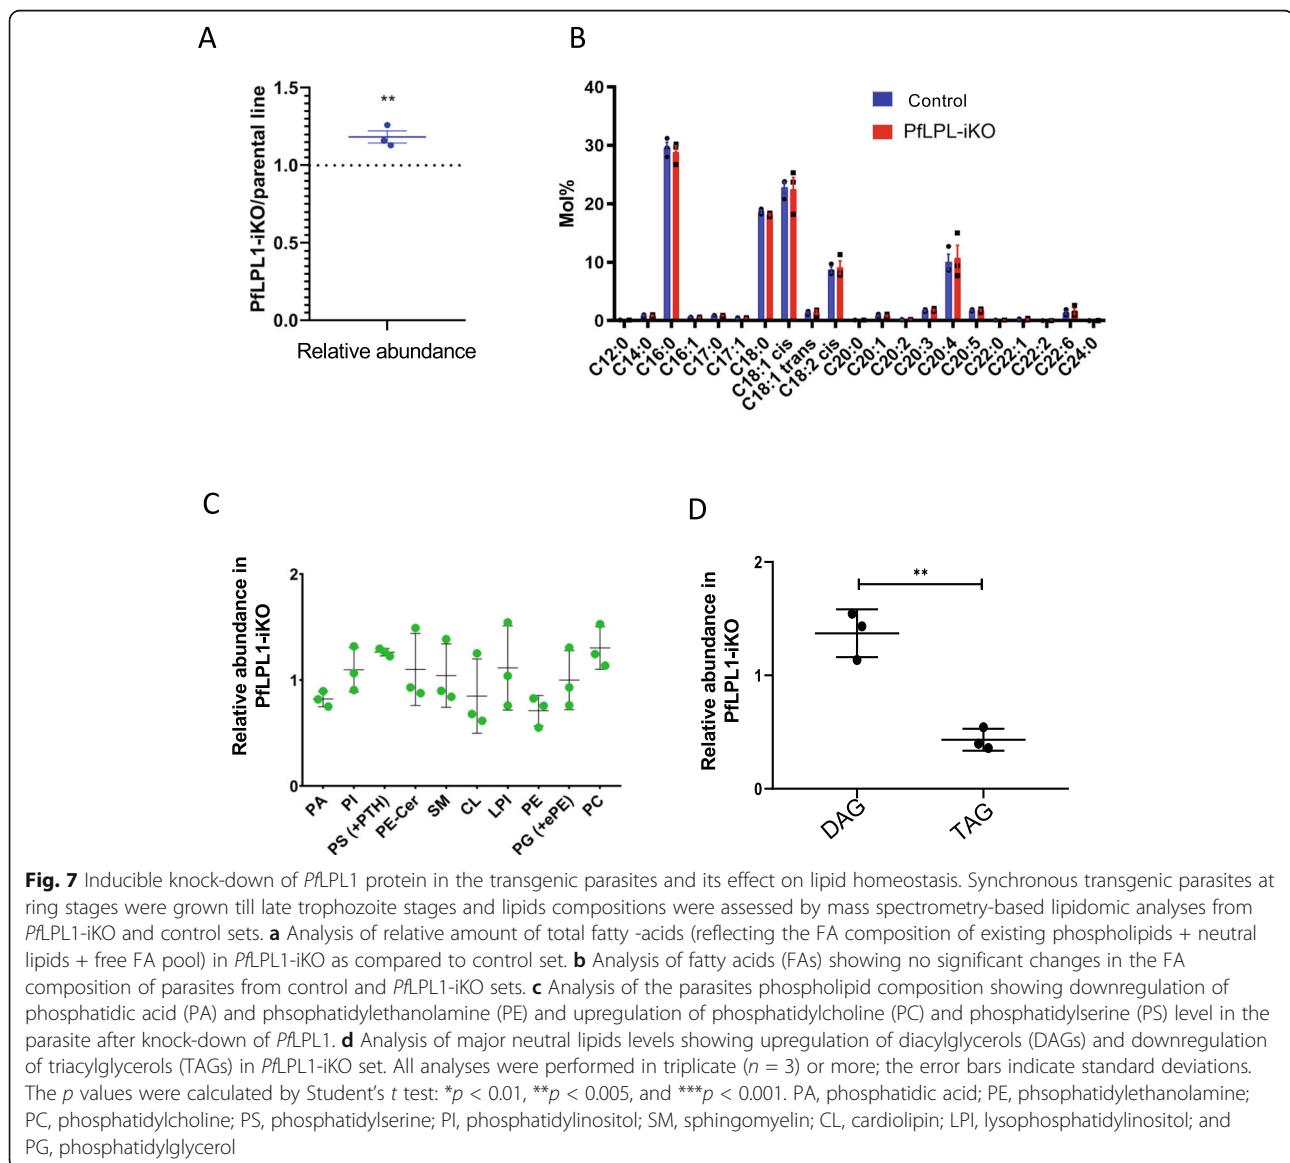 A
B
1.5
1.0
0.5
0.0
PfLPL1-iKO/parental line
**
Relative abundance
40
30
20
10
0
Mol%
Control
PfLPL-iKO
C12:0
C14:0
C16:0
C16:1
C17:0
C17:1
C18:0
C18:1 cis
C18:1 trans
C18:2 cis
C20:0
C20:1
C20:2
C20:3
C20:4
C20:5
C22:0
C22:1
C22:2
C22:6
C24:0
C
D
2
1
0
Relative abundance in
PfLPL1-iKO
PA
PI
PS (+PTH)
PE-Cer
SM
CL
LPI
PE
PG (+ePE)
PC
2
1
0
Relative abundance in
PfLPL1-iKO
**
DAG
TAG
Fig. 7 Inducible knock-down of PfLPL1 protein in the transgenic parasites and its effect on lipid homeostasis. Synchronous transgenic parasites at
ring stages were grown till late trophozoite stages and lipids compositions were assessed by mass spectrometry-based lipidomic analyses from
PfLPL1-iKO and control sets. a Analysis of relative amount of total fatty -acids (reflecting the FA composition of existing phospholipids + neutral
lipids + free FA pool) in PfLPL1-iKO as compared to control set. b Analysis of fatty acids (FAs) showing no significant changes in the FA
composition of parasites from control and PfLPL1-iKO sets. c Analysis of the parasites phospholipid composition showing downregulation of
phosphatidic acid (PA) and phsophatidylethanolamine (PE) and upregulation of phosphatidylcholine (PC) and phosphatidylserine (PS) level in the
parasite after knock-down of PfLPL1. d Analysis of major neutral lipids levels showing upregulation of diacylglycerols (DAGs) and downregulation
of triacylglycerols (TAGs) in PfLPL1-iKO set. All analyses were performed in triplicate (n = 3) or more; the error bars indicate standard deviations.
The p values were calculated by Student's t test: *p < 0.01, **p < 0.005, and ***p < 0.001. PA, phosphatidic acid; PE, phsophatidylethanolamine;
PC, phosphatidylcholine; PS, phosphatidylserine; PI, phosphatidylinositol; SM, sphingomyelin; CL, cardiolipin; LPI, lysophosphatidylinositol; and
PG, phosphatidylglycerol